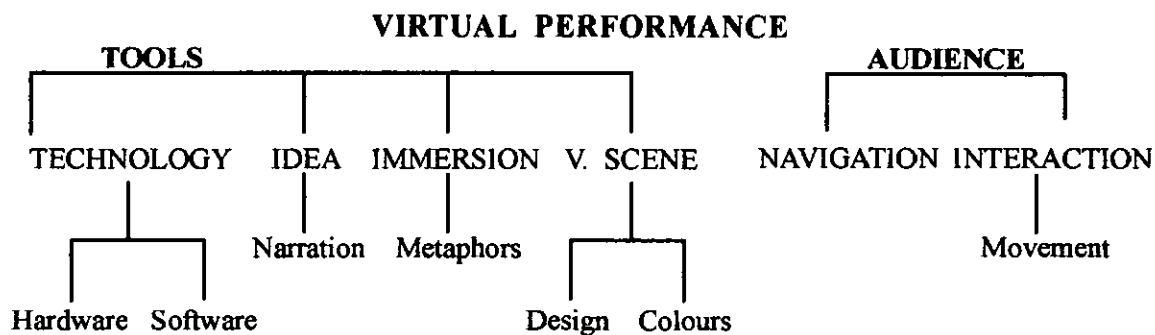 VIRTUAL PERFORMANCE
TOOLS AUDIENCE
TECHNOLOGY IDEA IMMERSION V. SCENE NAVIGATION INTERACTION
Narration Metaphors Movement
Hardware Software Design Colours